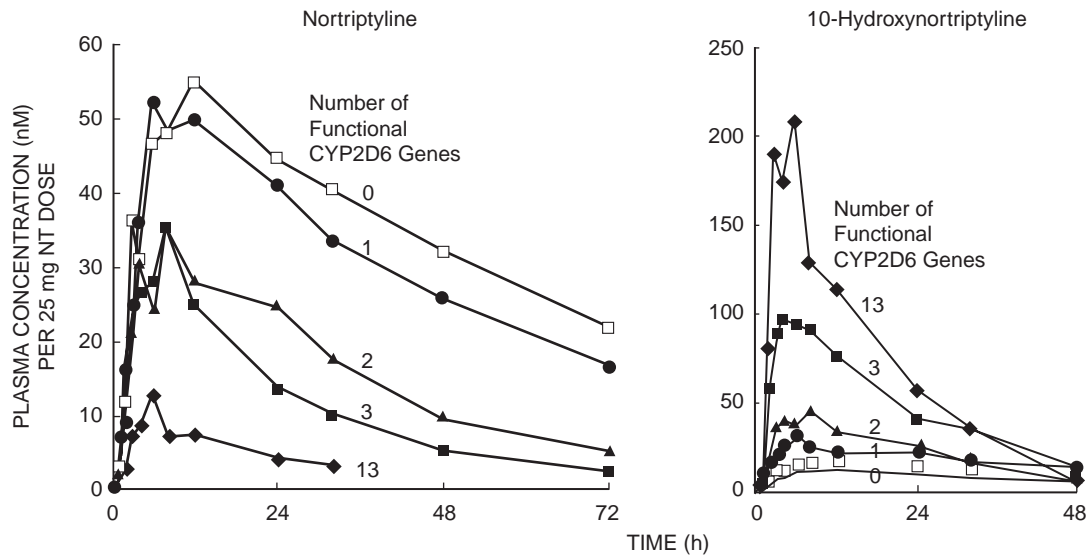 Nortriptyline
10-Hydroxynortriptyline
PLASMA CONCENTRATION (nM)
PER 25 mg NT DOSE
60
50
40
30
20
10
0
Number of
Functional
CYP2D6 Genes
0
1
2
3
13
0
24
48
72
250
200
150
100
50
0
Number of
Functional
CYP2D6 Genes
13
3
2
1
0
0
24
48
TIME (h)